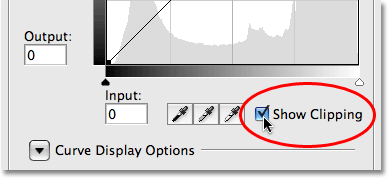 Output:
0
Input:
0
Show Clipping
Curve Display Options